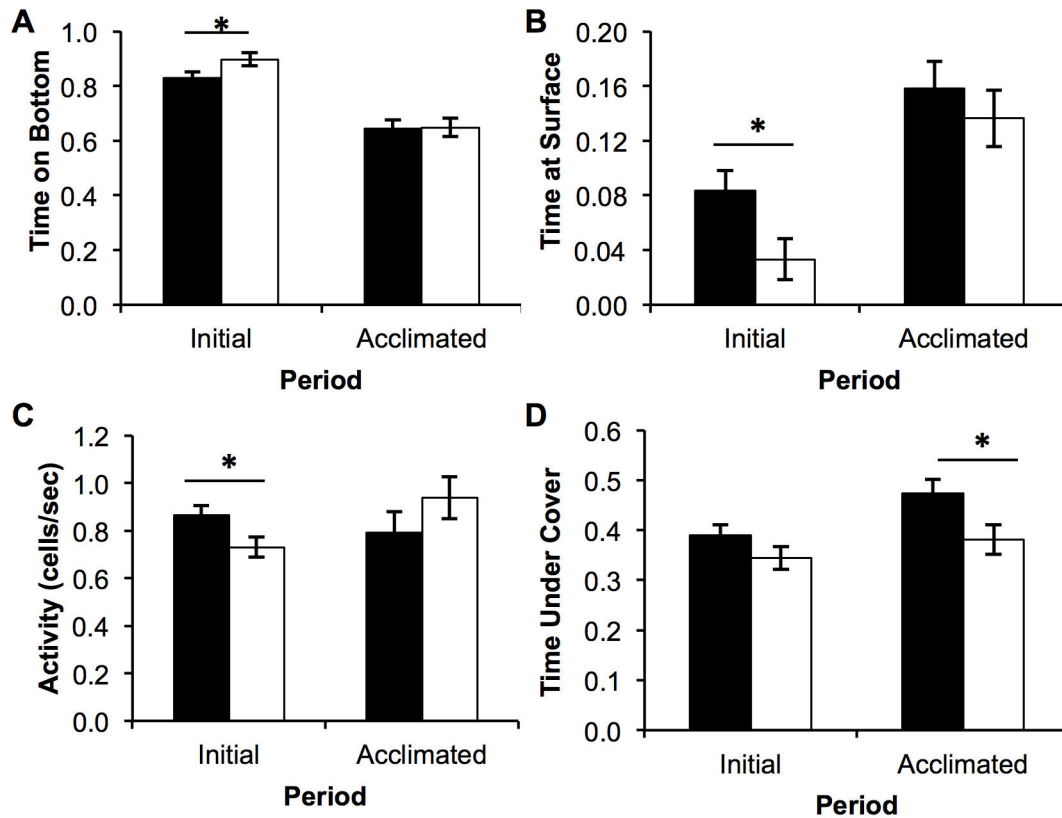 A
Time on Bottom
1.0
0.8
0.6
0.4
0.2
0.0
*
Initial
Acclimated
Period
B
Time at Surface
0.20
0.16
0.12
0.08
0.04
0.00
*
Initial
Acclimated
Period
C
Activity (cells/sec)
1.2
1.0
0.8
0.6
0.4
0.2
0.0
*
Initial
Acclimated
Period
D
Time Under Cover
0.6
0.5
0.4
0.3
0.2
0.1
0.0
*
Initial
Acclimated
Period